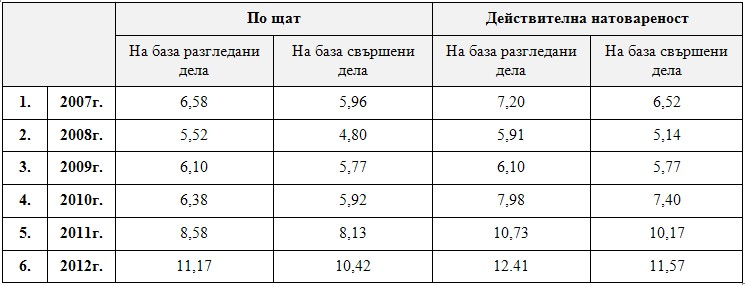 По щат Действителна натовареност
На база разгледани дела На база свършени дела На база разгледани дела На база свършени дела
1. 2007г. 6,58 5,96 7,20 6,52
2. 2008г. 5,52 4,80 5,91 5,14
3. 2009г. 6,10 5,77 6,10 5,77
4. 2010г. 6,38 5,92 7,98 7,40
5. 2011г. 8,58 8,13 10,73 10,17
6. 2012г. 11,17 10,42 12.41 11,57